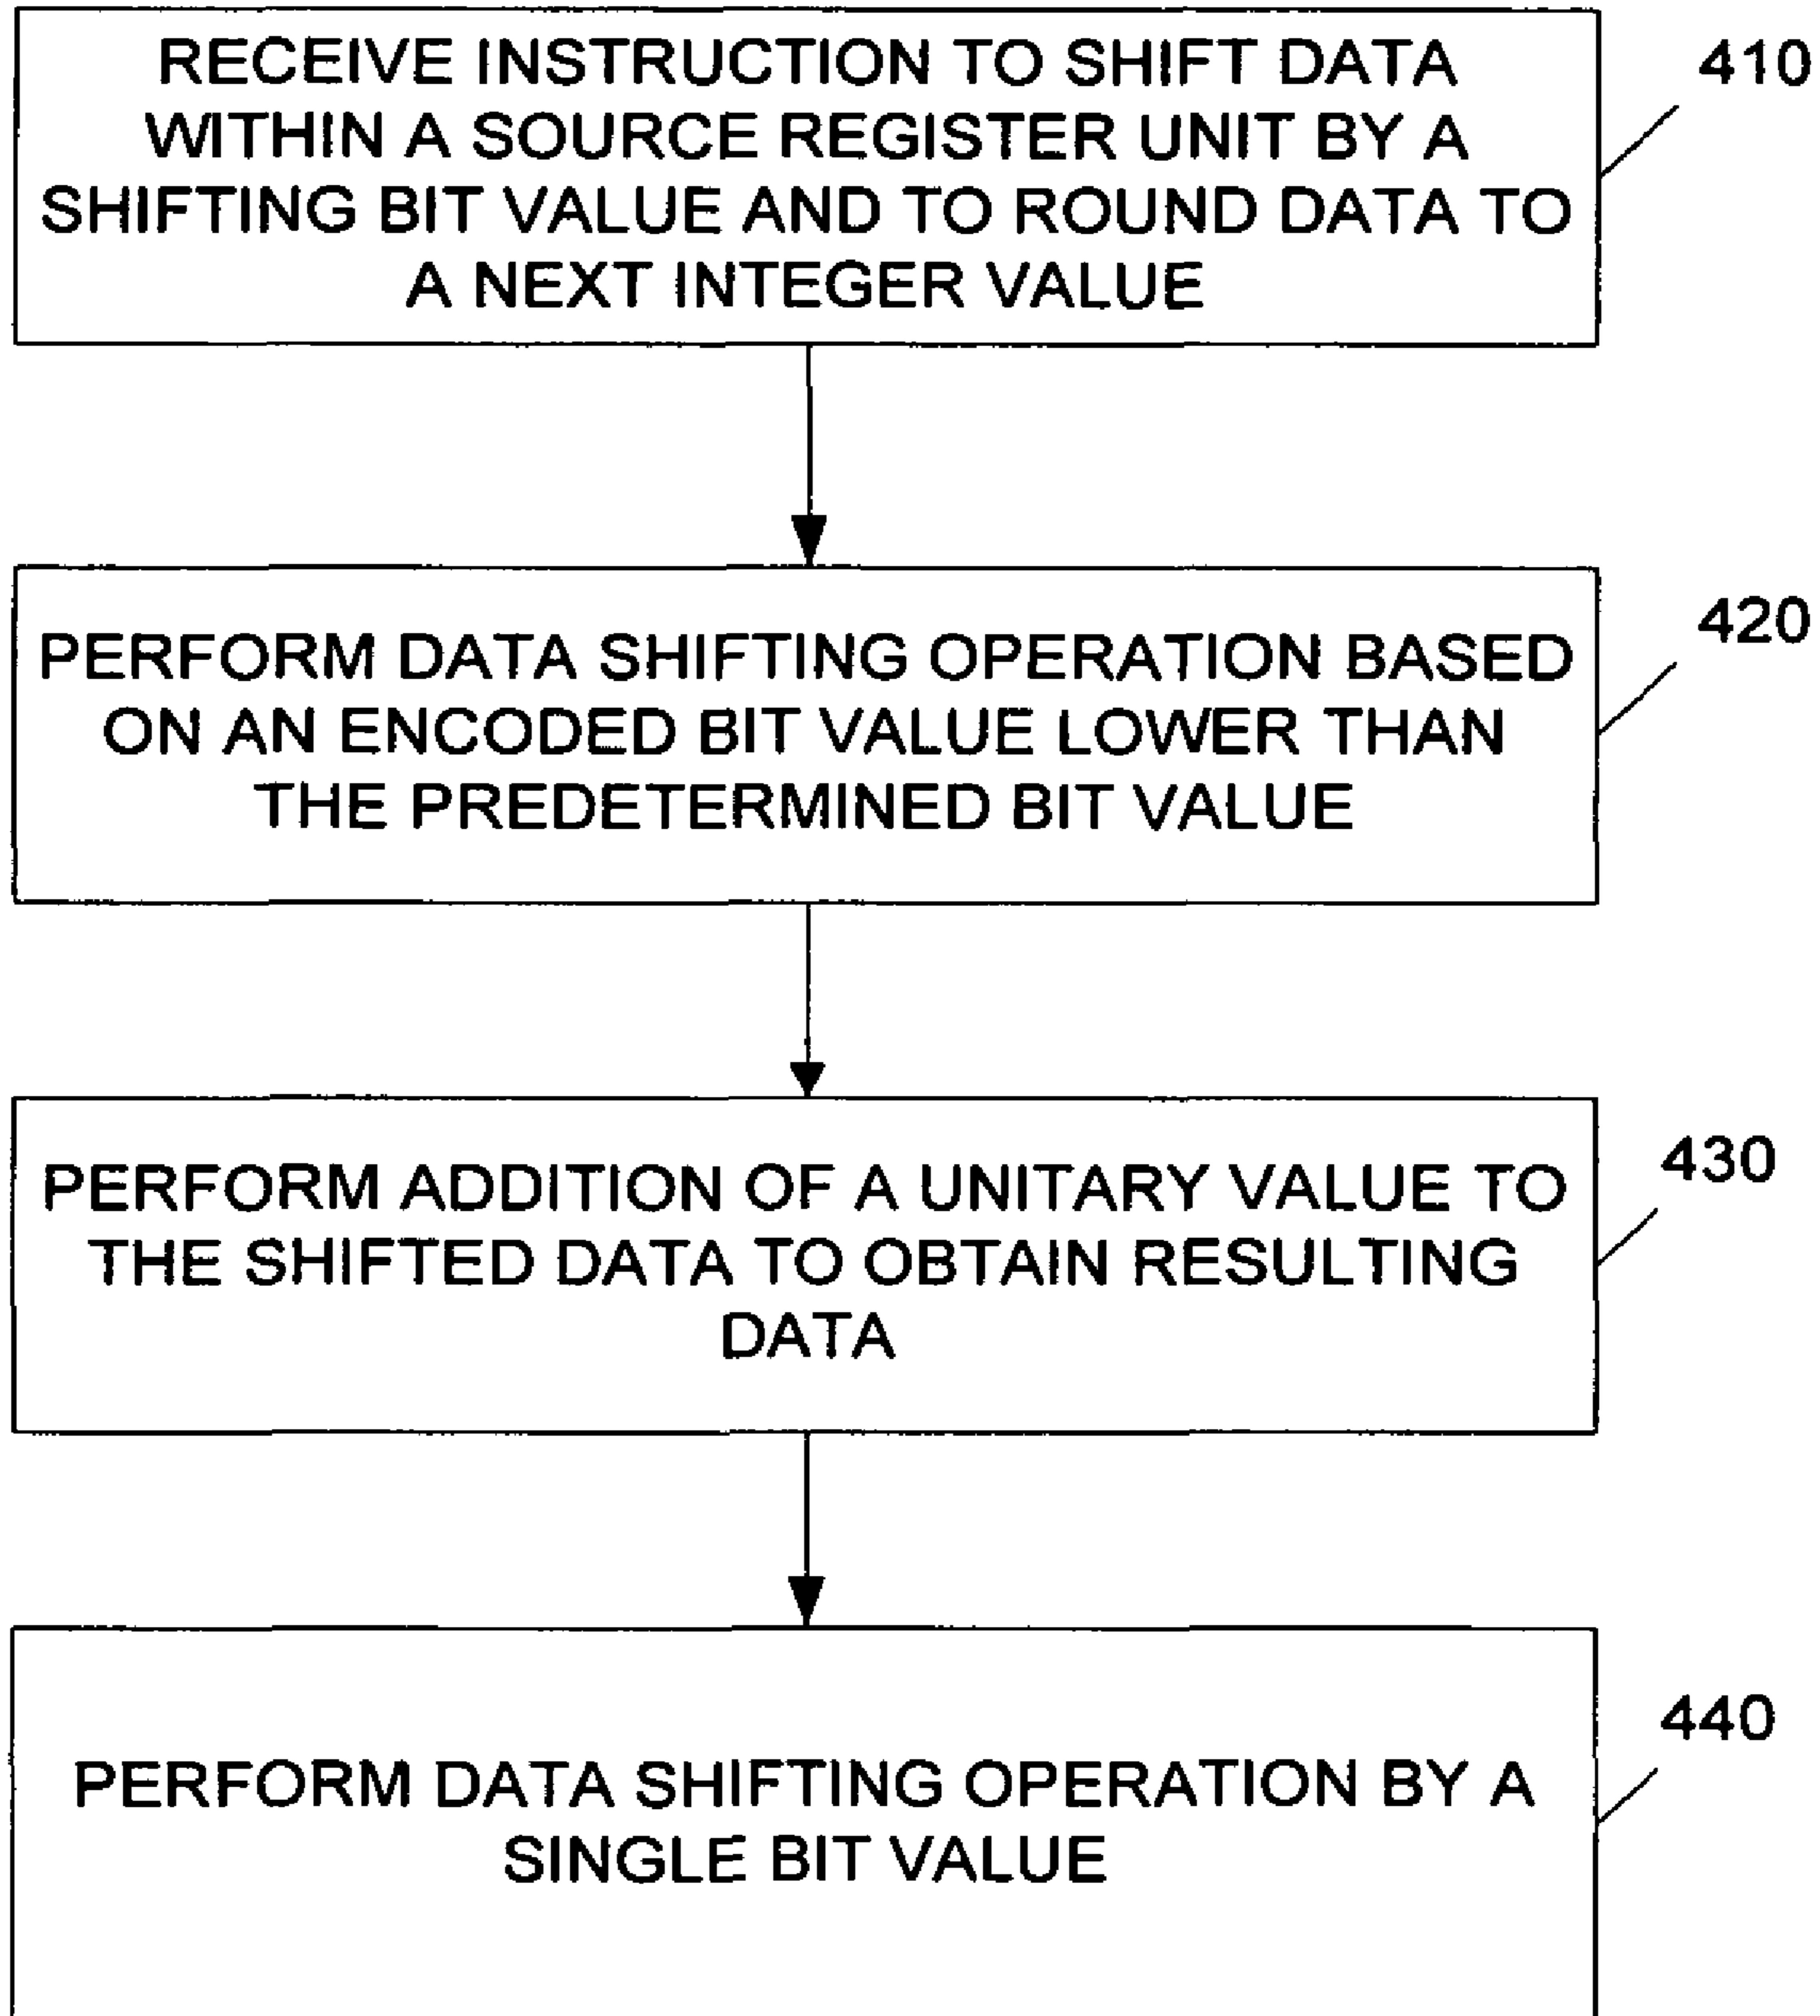 RECEIVE INSTRUCTION TO SHIFT DATA
WITHIN A SOURCE REGISTER UNIT BY A
SHIFTING BIT VALUE AND TO ROUND DATA TO
A NEXT INTEGER VALUE
410
PERFORM DATA SHIFTING OPERATION BASED
ON AN ENCODED BIT VALUE LOWER THAN
THE PREDETERMINED BIT VALUE
420
PERFORM ADDITION OF A UNITARY VALUE TO
THE SHIFTED DATA TO OBTAIN RESULTING
DATA
430
PERFORM DATA SHIFTING OPERATION BY A
SINGLE BIT VALUE
440